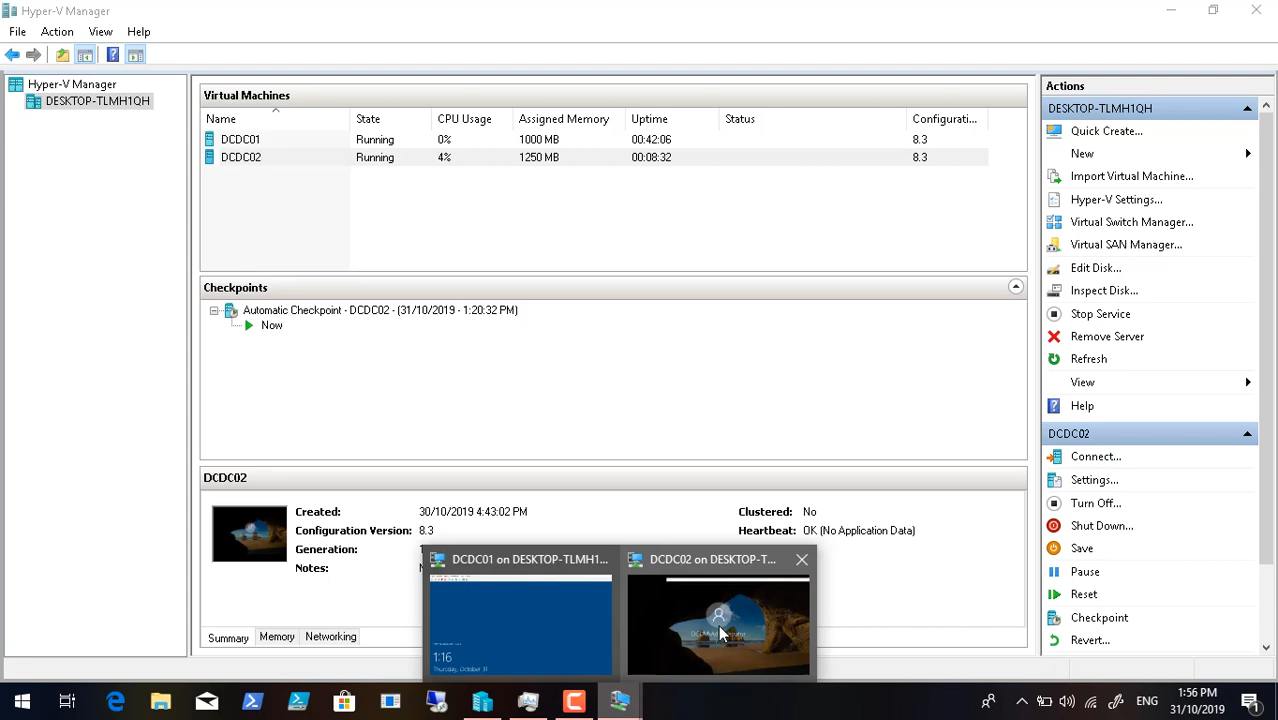 Hyper-V Manager
File Action View Help
Hyper-V Manager
DESKTOP-TLMH1QH
Virtual Machines
Name State CPU Usage Assigned Memory Uptime Status Configurati...
DCDC01 Running 0% 1000 MB 00:42:06 8.3
DCDC02 Running 4% 1250 MB 00:08:32 8.3
Checkpoints
Automatic Checkpoint - DCDC02 - (31/10/2019 - 1:20:32 PM)
Now
DCDC02
Created: 30/10/2019 4:43:02 PM Clustered: No
Configuration Version: 8.3 Heartbeat: OK (No Application Data)
Generation:
Notes:
Summary Memory Networking
DCDC01 on DESKTOP-TLMH1...
1:16
Thursday, October 31
DCDC02 on DESKTOP-T...
Actions
DESKTOP-TLMH1QH
Quick Create...
New
Import Virtual Machine...
Hyper-V Settings...
Virtual Switch Manager...
Virtual SAN Manager...
Edit Disk...
Inspect Disk...
Stop Service
Remove Server
Refresh
View
Help
DCDC02
Connect...
Settings...
Turn Off...
Shut Down...
Save
Pause
Reset
Checkpoint
Revert...
ENG
1:56 PM
31/10/2019
1